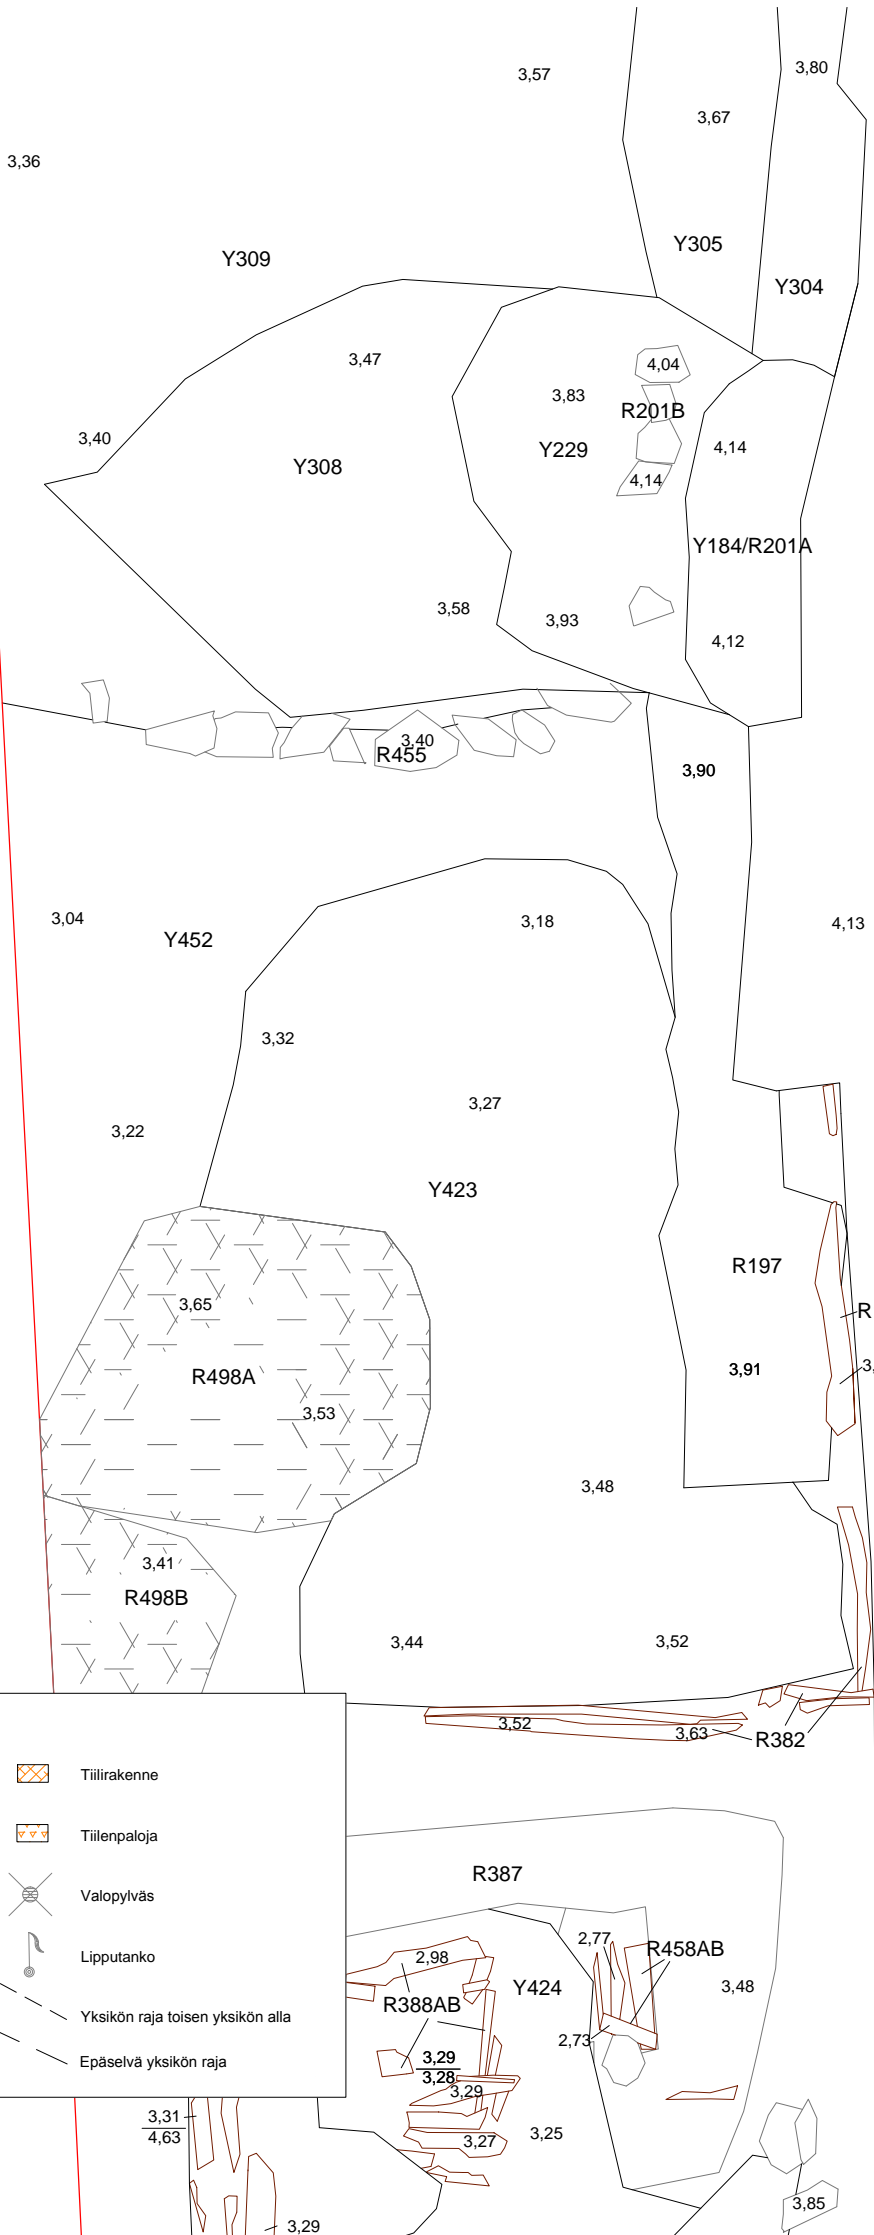 3,57
3,80
3,67
3,36
Y305
Y309
Y304
3,47
4,04
3,83
R201B
3,40
4,14
Y229
Y308
4,14
Y184/R201A
3,58
3,93
4,12
3,40
R455
3,90
3,04
3,18
4,13
Y452
3,32
3,27
3,22
Y423
R197
3,65
R
3,91
3,
R498A
3,53
3,48
3,41
R498B
3,44
3,52
3,52
3,63
R382
Tiilirakenne
Tiilenpaloja
R387
Valopylväs
2,77
R458AB
Lipputanko
2,98
Y424
3,48
R388AB
Yksikön raja toisen yksikön alla
2,73
Epäselvä yksikön raja
3,29
3,28
3,29
3,31
4,63
3,25
3,27
3,85
3,29